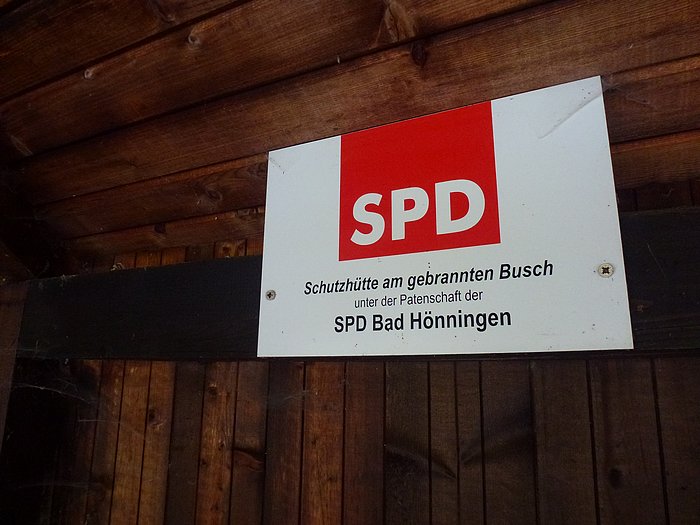 SPD
Schutzhütte am gebrannten Busch
unter der Patenschaft der
SPD Bad Hönningen